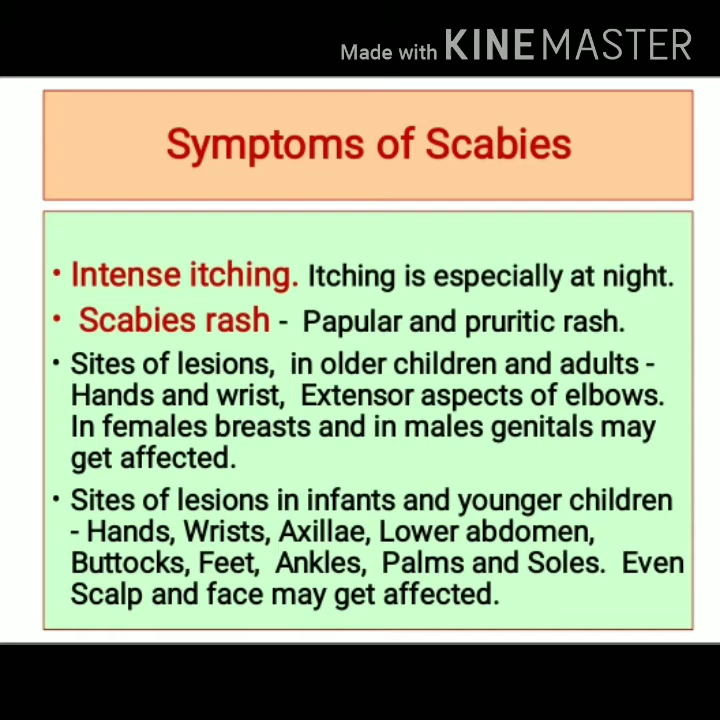 Made with KINEMASTER
Symptoms of Scabies
• Intense itching. Itching is especially at night.
• Scabies rash - Papular and pruritic rash.
• Sites of lesions, in older children and adults -
Hands and wrist, Extensor aspects of elbows.
In females breasts and in males genitals may
get affected.
• Sites of lesions in infants and younger children
- Hands, Wrists, Axillae, Lower abdomen,
Buttocks, Feet, Ankles, Palms and Soles. Even
Scalp and face may get affected.